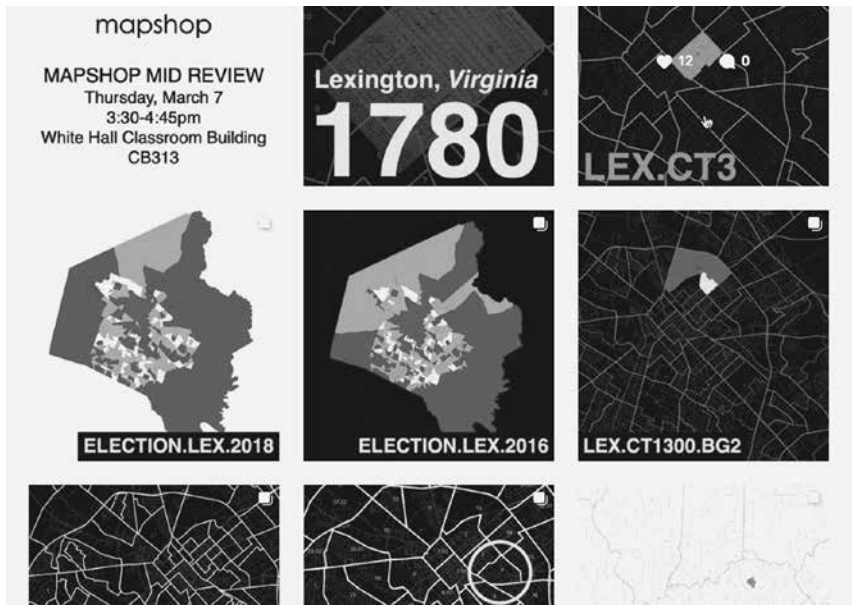 mapshop
MAPSHOP MID REVIEW
Thursday, March 7
3:30-4:45pm
White Hall Classroom Building
CB313
Lexington, Virginia
1780
12
0
LEX.CT3
ELECTION.LEX.2018
ELECTION.LEX.2016
LEX.CT1300.BG2